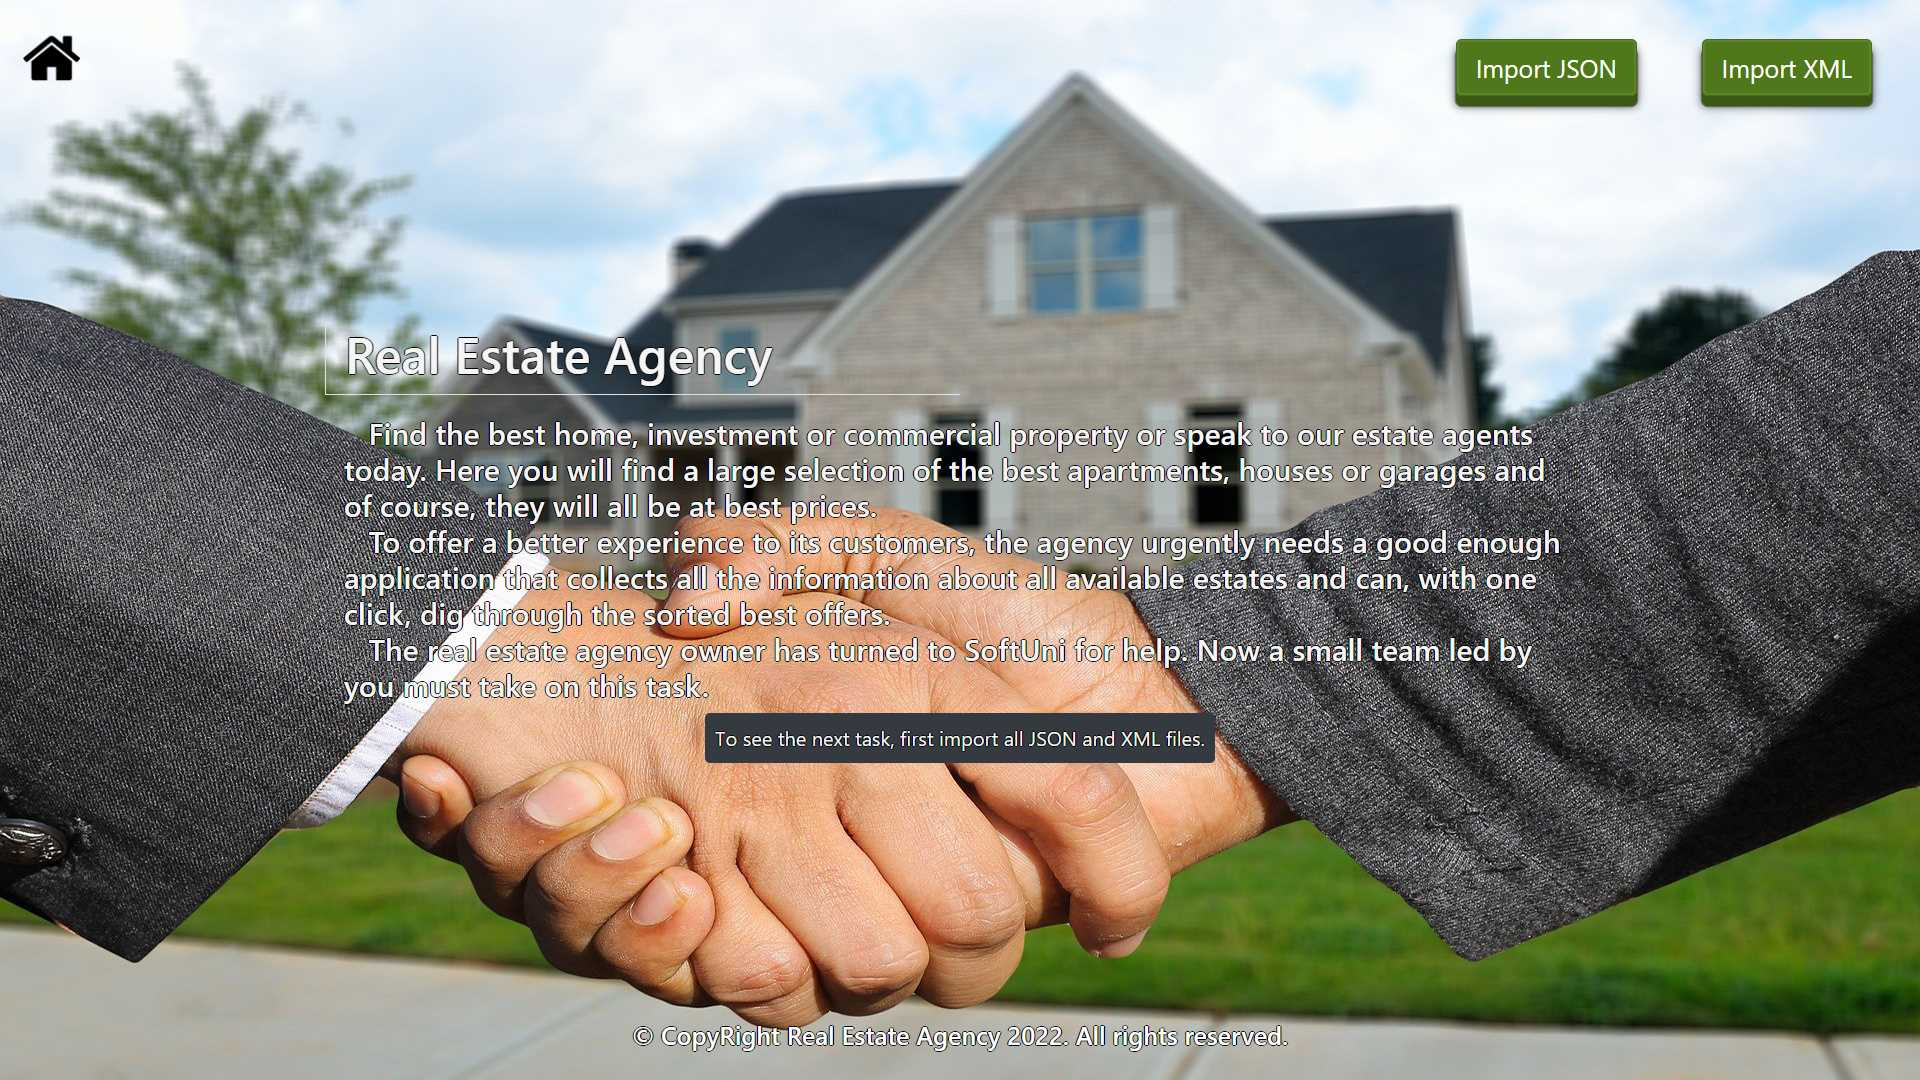 Import JSON
Import XML
Real Estate Agency
Find the best home, investment or commercial property or speak to our estate agents
today. Here you will find a large selection of the best apartments, houses or garages and
of course, they will all be at best prices.
To offer a better experience to its customers, the agency urgently needs a good enough
application that collects all the information about all available estates and can, with one
click, dig through the sorted best offers.
The real estate agency owner has turned to SoftUni for help. Now a small team led by
you must take on this task.
To see the next task, first import all JSON and XML files.
© CopyRight Real Estate Agency 2022. All rights reserved.